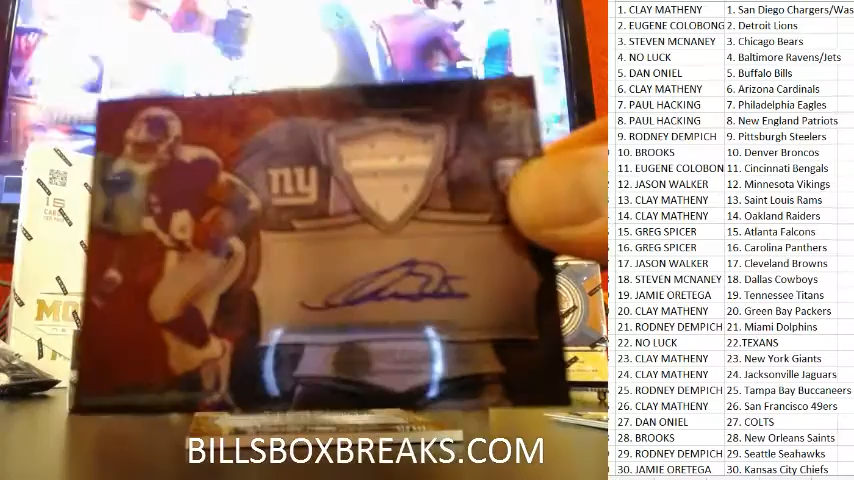 1. CLAY MATHENY 1. San Diego Chargers/Was
2. EUGENE COLOBONG 2. Detroit Lions
3. STEVEN MCNANEY 3. Chicago Bears
4. NO LUCK 4. Baltimore Ravens/Jets
5. DAN ONIEL 5. Buffalo Bills
6. CLAY MATHENY 6. Arizona Cardinals
7. PAUL HACKING 7. Philadelphia Eagles
8. PAUL HACKING 8. New England Patriots
9. RODNEY DEMPICH 9. Pittsburgh Steelers
10. BROOKS 10. Denver Broncos
11. EUGENE COLOBON 11. Cincinnati Bengals
12. JASON WALKER 12. Minnesota Vikings
13. CLAY MATHENY 13. Saint Louis Rams
14. CLAY MATHENY 14. Oakland Raiders
15. GREG SPICER 15. Atlanta Falcons
16. GREG SPICER 16. Carolina Panthers
17. JASON WALKER 17. Cleveland Browns
18. STEVEN MCNANEY 18. Dallas Cowboys
19. JAMIE ORETEGA 19. Tennessee Titans
20. CLAY MATHENY 20. Green Bay Packers
21. RODNEY DEMPICH 21. Miami Dolphins
22. NO LUCK 22.TEXANS
23. CLAY MATHENY 23. New York Giants
24. CLAY MATHENY 24. Jacksonville Jaguars
25. RODNEY DEMPICH 25. Tampa Bay Buccaneers
26. CLAY MATHENY 26. San Francisco 49ers
27. DAN ONIEL 27. COLTS
28. BROOKS 28. New Orleans Saints
29. RODNEY DEMPICH 29. Seattle Seahawks
30. JAMIE ORETEGA 30. Kansas City Chiefs
ny
BILLSBOXBREAKS.COM